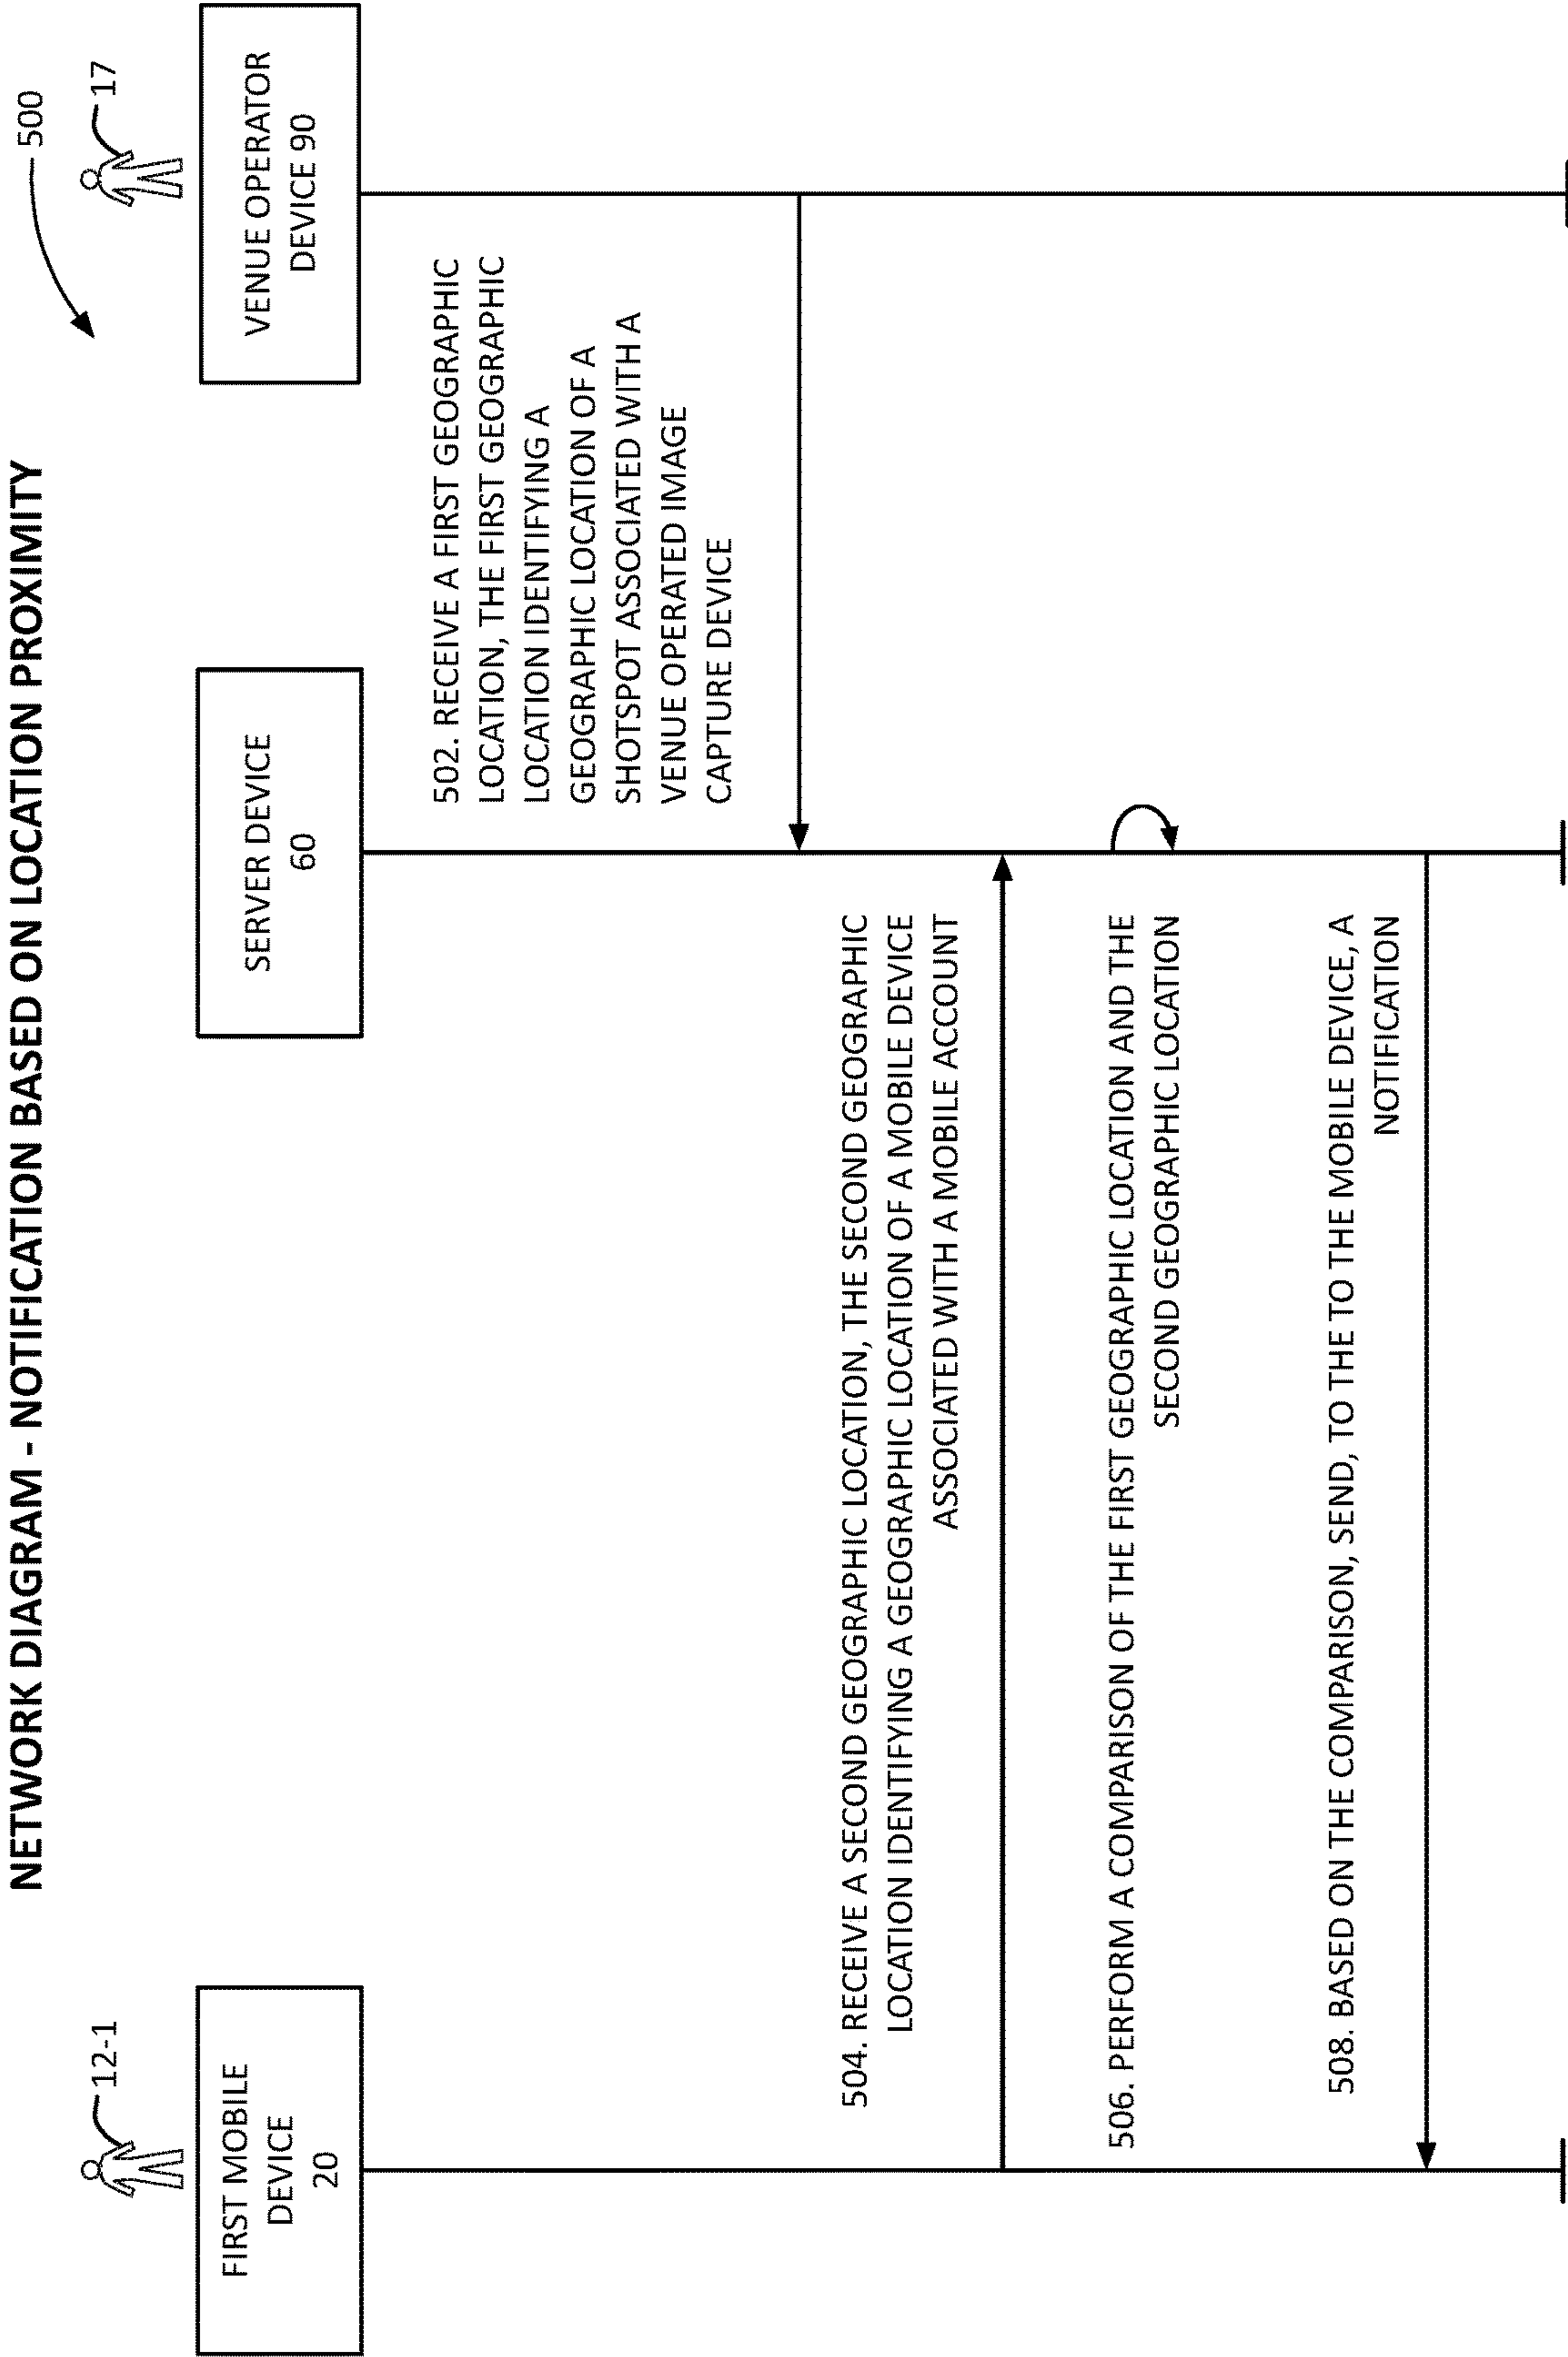 NETWORK DIAGRAM - NOTIFICATION BASED ON LOCATION PROXIMITY
500
12-1
17
FIRST MOBILE
DEVICE
20
SERVER DEVICE
60
VENUE OPERATOR
DEVICE 90
502. RECEIVE A FIRST GEOGRAPHIC
LOCATION, THE FIRST GEOGRAPHIC
LOCATION IDENTIFYING A
GEOGRAPHIC LOCATION OF A
SHOTSPOT ASSOCIATED WITH A
VENUE OPERATED IMAGE
CAPTURE DEVICE
504. RECEIVE A SECOND GEOGRAPHIC LOCATION, THE SECOND GEOGRAPHIC
LOCATION IDENTIFYING A GEOGRAPHIC LOCATION OF A MOBILE DEVICE
ASSOCIATED WITH A MOBILE ACCOUNT
506. PERFORM A COMPARISON OF THE FIRST GEOGRAPHIC LOCATION AND THE
SECOND GEOGRAPHIC LOCATION
508. BASED ON THE COMPARISON, SEND, TO THE TO THE MOBILE DEVICE, A
NOTIFICATION